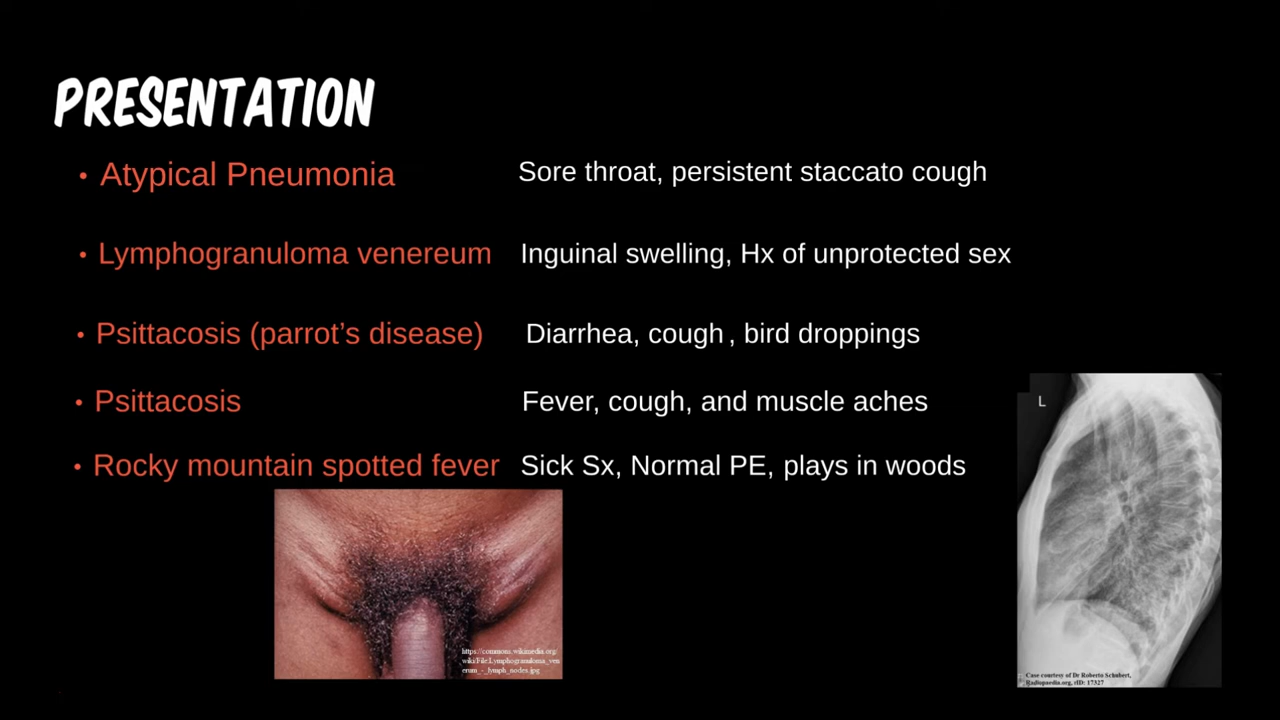 PRESENTATION
• Atypical Pneumonia Sore throat, persistent staccato cough
• Lymphogranuloma venereum Inguinal swelling, Hx of unprotected sex
• Psittacosis (parrot’s disease) Diarrhea, cough , bird droppings
• Psittacosis Fever, cough, and muscle aches
• Rocky mountain spotted fever Sick Sx, Normal PE, plays in woods
L
https://commons.wikimedia.org/
wiki/File:Lymphogranuloma_ven
erum_-_lymph_nodes.jpg
Case courtesy of Dr Roberto Schubert,
Radiopaedia.org, rID: 17327